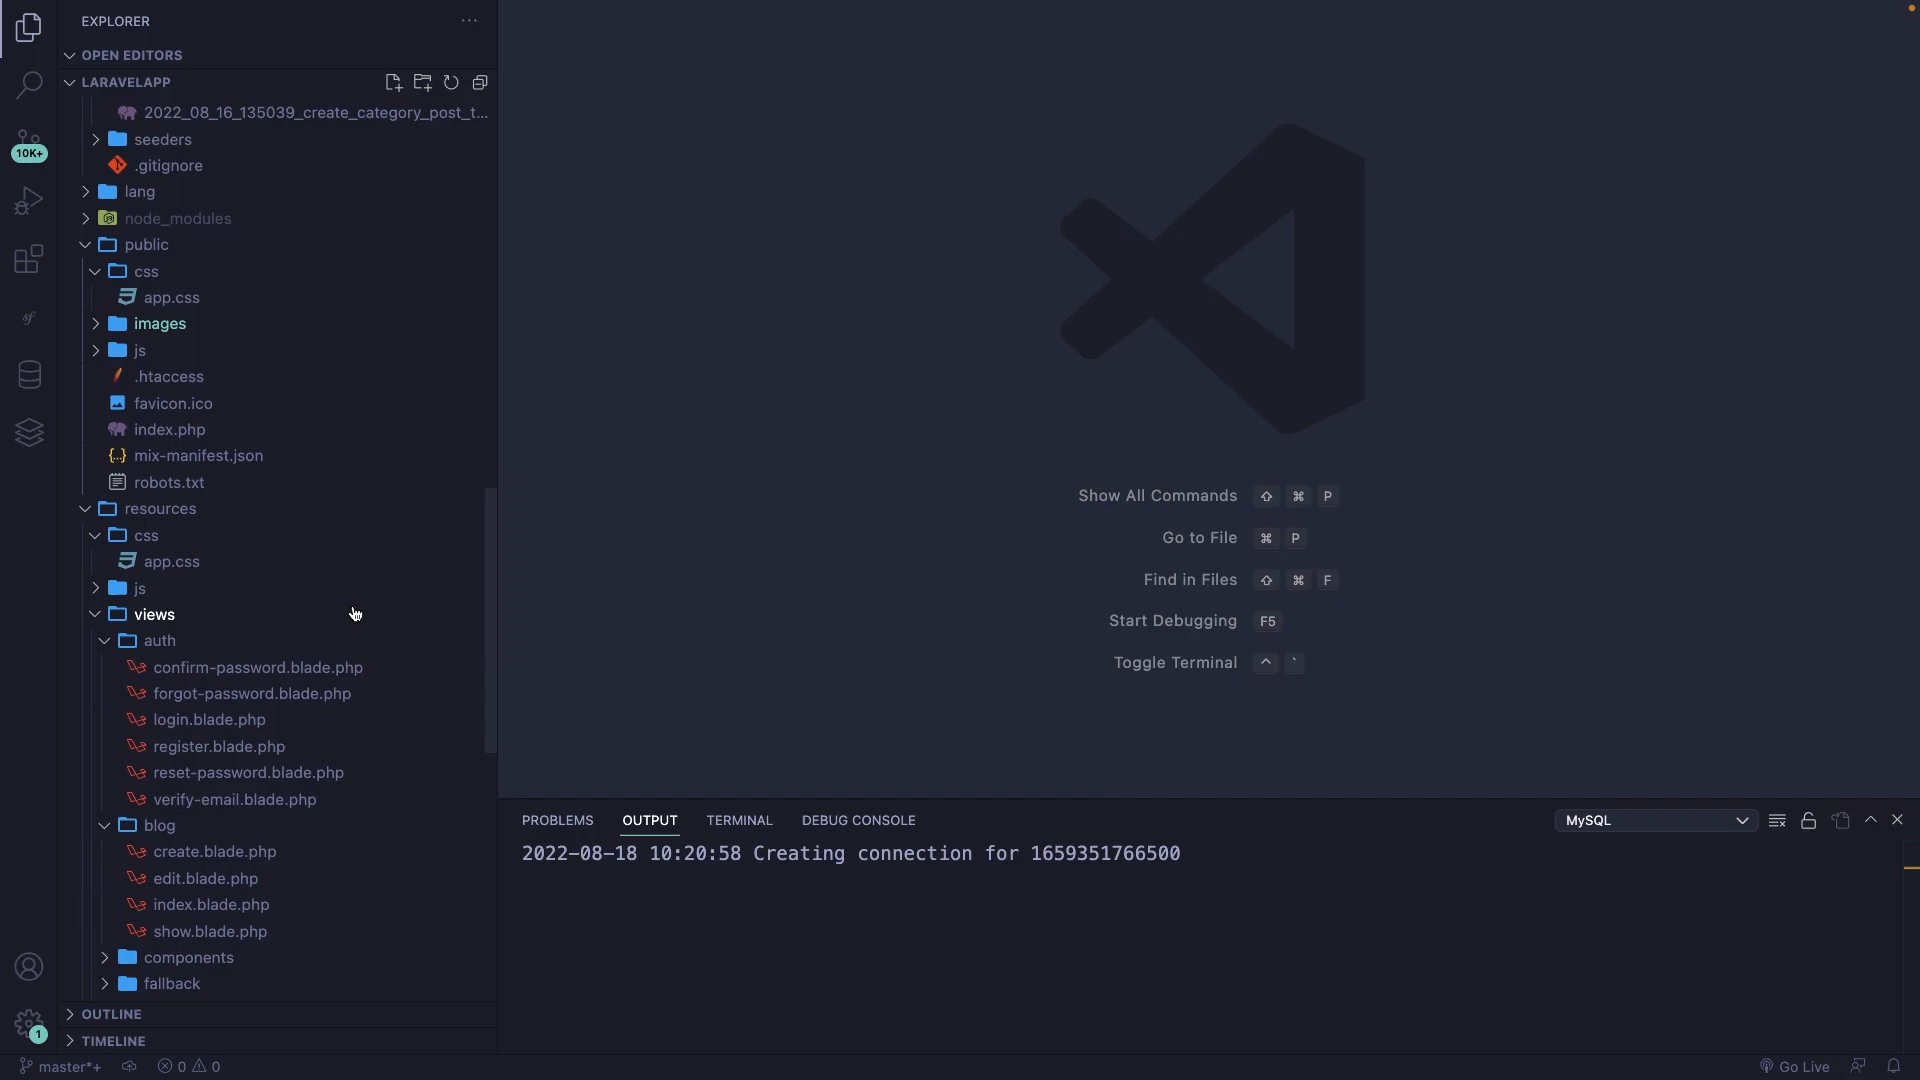 EXPLORER
OPEN EDITORS
LARAVELAPP
2022_08_16_135039_create_category_post_t...
seeders
.gitignore
lang
node_modules
public
css
app.css
images
js
.htaccess
favicon.ico
index.php
mix-manifest.json
robots.txt
resources
css
app.css
js
views
auth
confirm-password.blade.php
forgot-password.blade.php
login.blade.php
register.blade.php
reset-password.blade.php
verify-email.blade.php
blog
create.blade.php
edit.blade.php
index.blade.php
show.blade.php
components
fallback
OUTLINE
TIMELINE
10K+
sf
1
Show All Commands ⇧ ⌘ P
Go to File ⌘ P
Find in Files ⇧ ⌘ F
Start Debugging F5
Toggle Terminal ^ `
PROBLEMS OUTPUT TERMINAL DEBUG CONSOLE MySQL
2022-08-18 10:20:58 Creating connection for 1659351766500
master*+ 0 0 Go Live